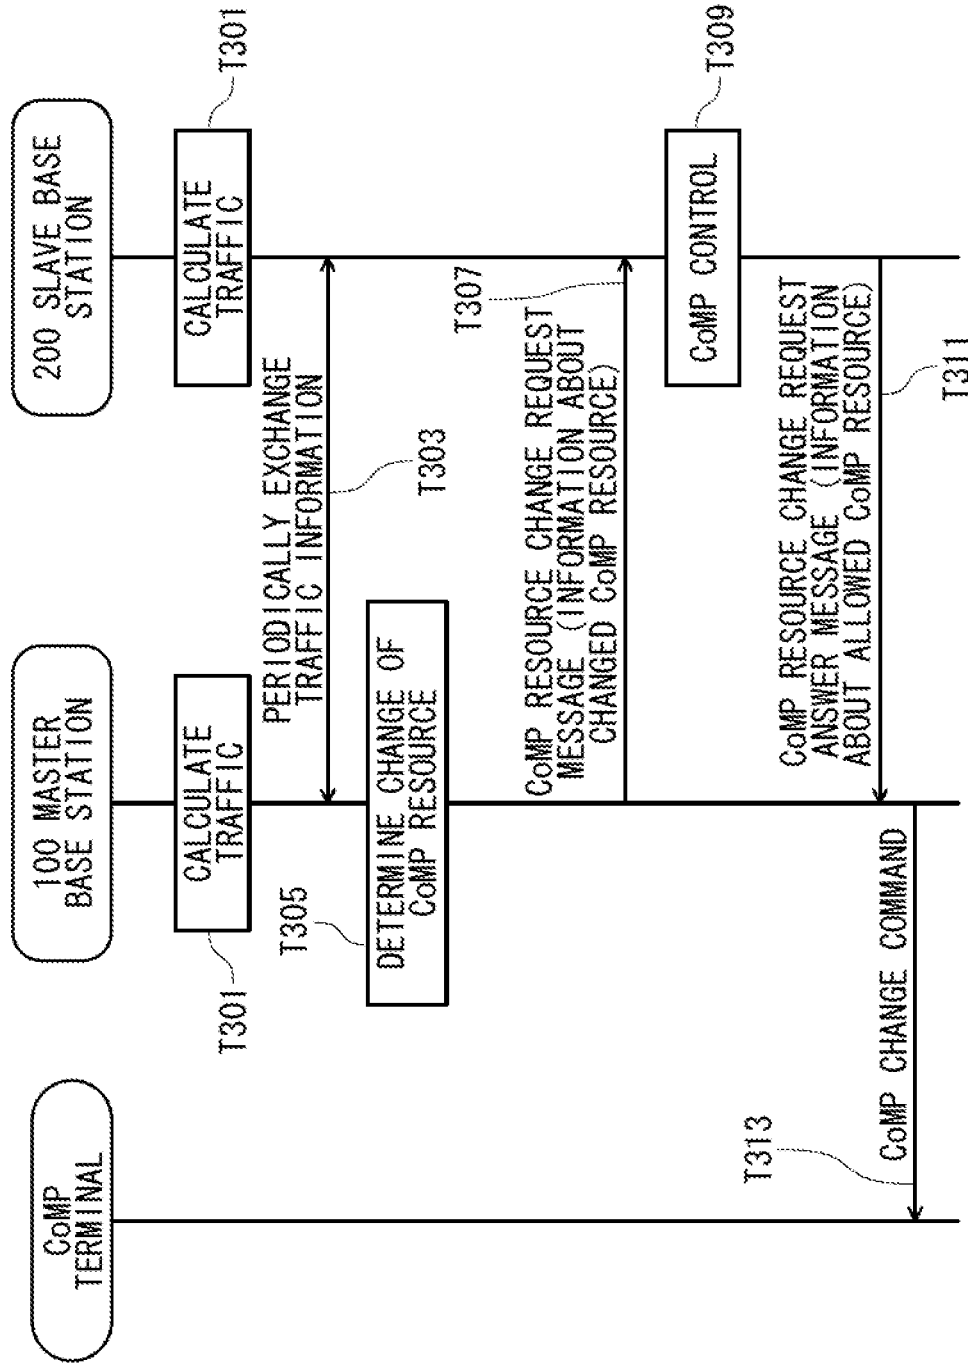 CoMP
TERMINAL
100 MASTER
BASE STATION
200 SLAVE BASE
STATION
T301
CALCULATE
TRAFFIC
CALCULATE
TRAFFIC
T301
PERIODICALLY EXCHANGE
TRAFFIC INFORMATION
T303
T305
DETERMINE CHANGE OF
CoMP RESOURCE
T307
CoMP RESOURCE CHANGE REQUEST
MESSAGE (INFORMATION ABOUT
CHANGED CoMP RESOURCE)
CoMP CONTROL
T309
CoMP RESOURCE CHANGE REQUEST
ANSWER MESSAGE (INFORMATION
ABOUT ALLOWED CoMP RESOURCE)
T311
T313
CoMP CHANGE COMMAND